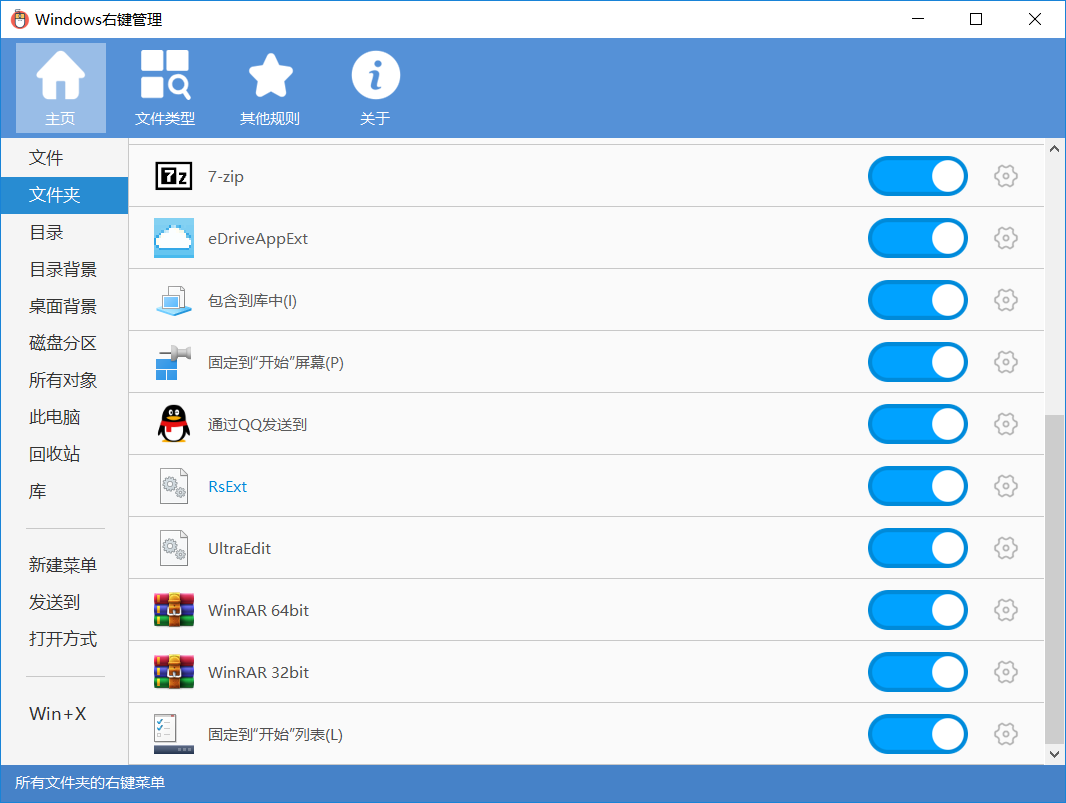 Windows右键管理
主页
文件类型
其他规则
关于
文件
文件夹
目录
目录背景
桌面背景
磁盘分区
所有对象
此电脑
回收站
库
新建菜单
发送到
打开方式
Win+X
7z
7-zip
eDriveAppExt
包含到库中(I)
固定到“开始”屏幕(P)
通过QQ发送到
RsExt
UltraEdit
WinRAR 64bit
WinRAR 32bit
固定到“开始”列表(L)
所有文件夹的右键菜单